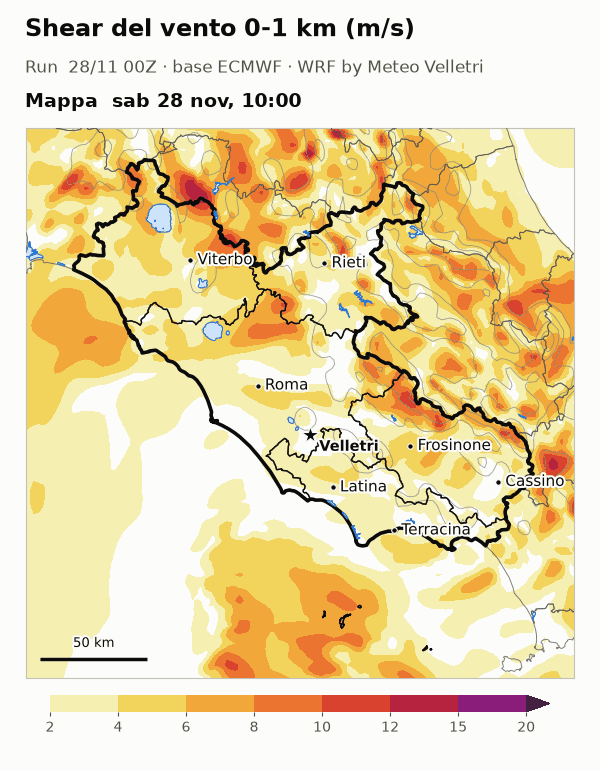 Shear del vento 0-1 km (m/s)
Run 28/11 00Z · base ECMWF · WRF by Meteo Velletri
Mappa sab 28 nov, 10:00
Viterbo
Rieti
Roma
Velletri
Frosinone
Latina
Cassino
Terracina
50 km
2 4 6 8 10 12 15 20